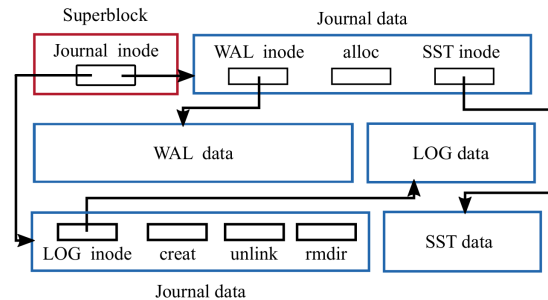 Superblock
Journal data
Journal inode
WAL inode alloc SST inode
WAL data
LOG data
LOG inode creat unlink rmdir
SST data
Journal data